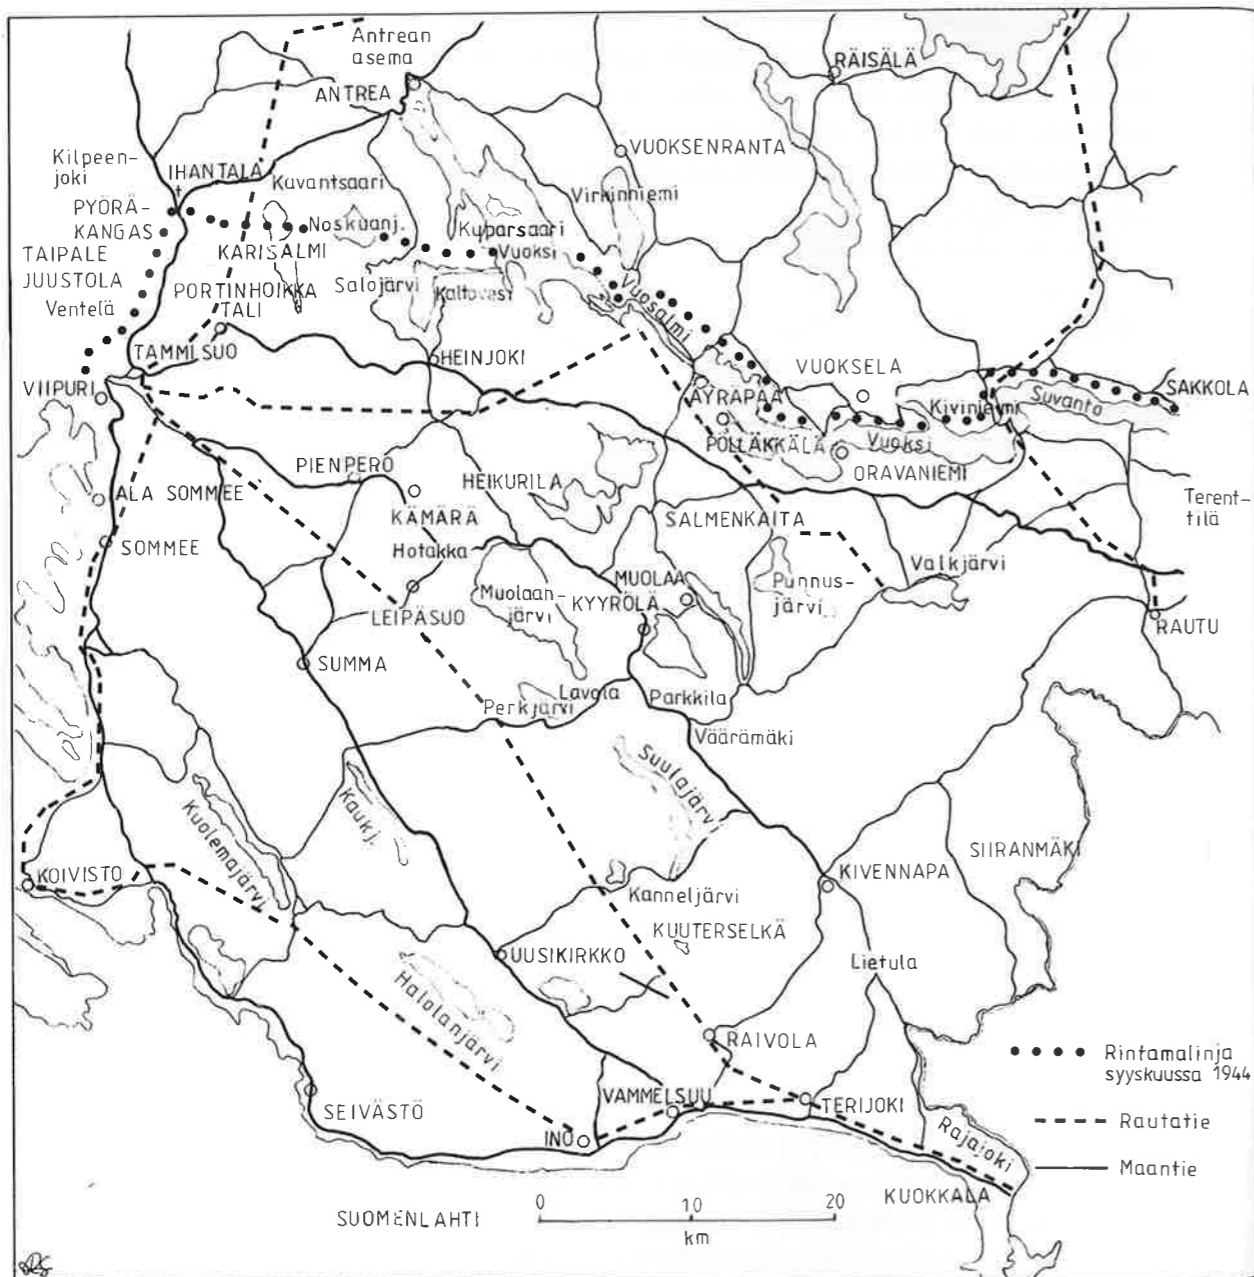 Antrean
asema
ANTREA
RÄISÄLÄ
VUOKSENRANTA
Kilpeen-
joki
IHANTALA
Kavantsaari
Virkinniemi
PYÖRÄ-
KANGAS
Noskuanj.
Kuparsaari
Vuoksi
TAIPALE
JUUSTOLA
Ventelä
KARISALMI
PORTINHOIKKA
TALI
Salojärvi
Kaltovesi
Vuosalmi
TAMMISUO
HEINJOKI
VUOKSELA
VIIPURI
ÄYRÄPÄÄ
Kiviniemi
Suvanto
SAKKOLA
PÖLLÄKKÄLÄ
Vuoksi
ORAVANIEMI
PIENPERO
HEIKURILA
ALA SOMMEE
KÄMÄRÄ
SALMENKAITA
Terent-
tilä
SOMMEE
Hotakka
Valkjärvi
MUOLAA
Punnus-
järvi
Muolaan-
järvi
KYYRÖLÄ
LEIPÄSUO
RAUTU
SUMMA
Lavola
Parkkila
Perkjärvi
Väärämäki
Suulajärvi
Kaukj.
Kuolemajärvi
SIIRANMÄKI
KOIVISTO
KIVENNAPA
Kanneljärvi
KUUTERSELKÄ
UUSIKIRKKO
Lietula
Halolanjärvi
RAIVOLA
Rintamalinja
syyskuussa 1944
VAMMELSUU
TERIJOKI
SEIVÄSTÖ
Rautatie
INO
Rajajoki
Maantie
KUOKKALA
SUOMENLAHTI
0 10 20
km